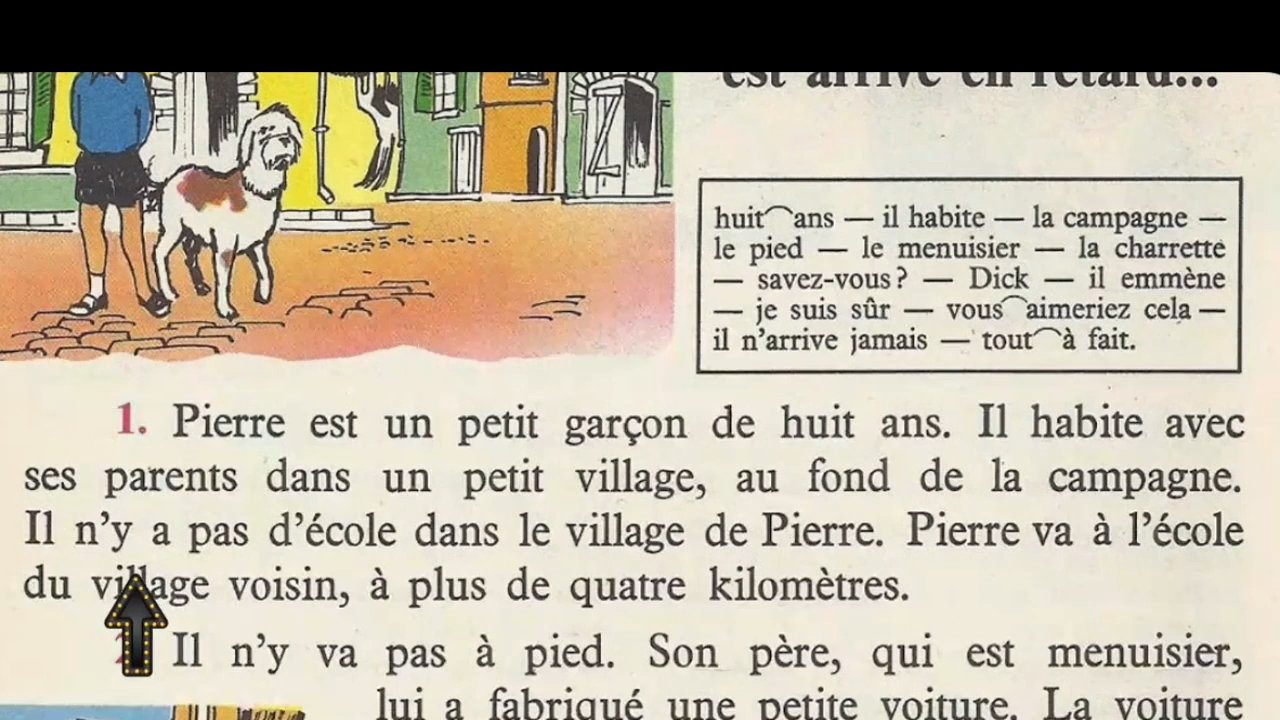 est arrivé en retard...
huit ans — il habite — la campagne —
le pied — le menuisier — la charrette
— savez-vous ? — Dick — il emmène
— je suis sûr — vous aimeriez cela —
il n'arrive jamais — tout à fait.
1. Pierre est un petit garçon de huit ans. Il habite avec
ses parents dans un petit village, au fond de la campagne.
Il n'y a pas d'école dans le village de Pierre. Pierre va à l'école
du village voisin, à plus de quatre kilomètres.
Il n'y va pas à pied. Son père, qui est menuisier,
lui a fabriqué une petite voiture. La voiture